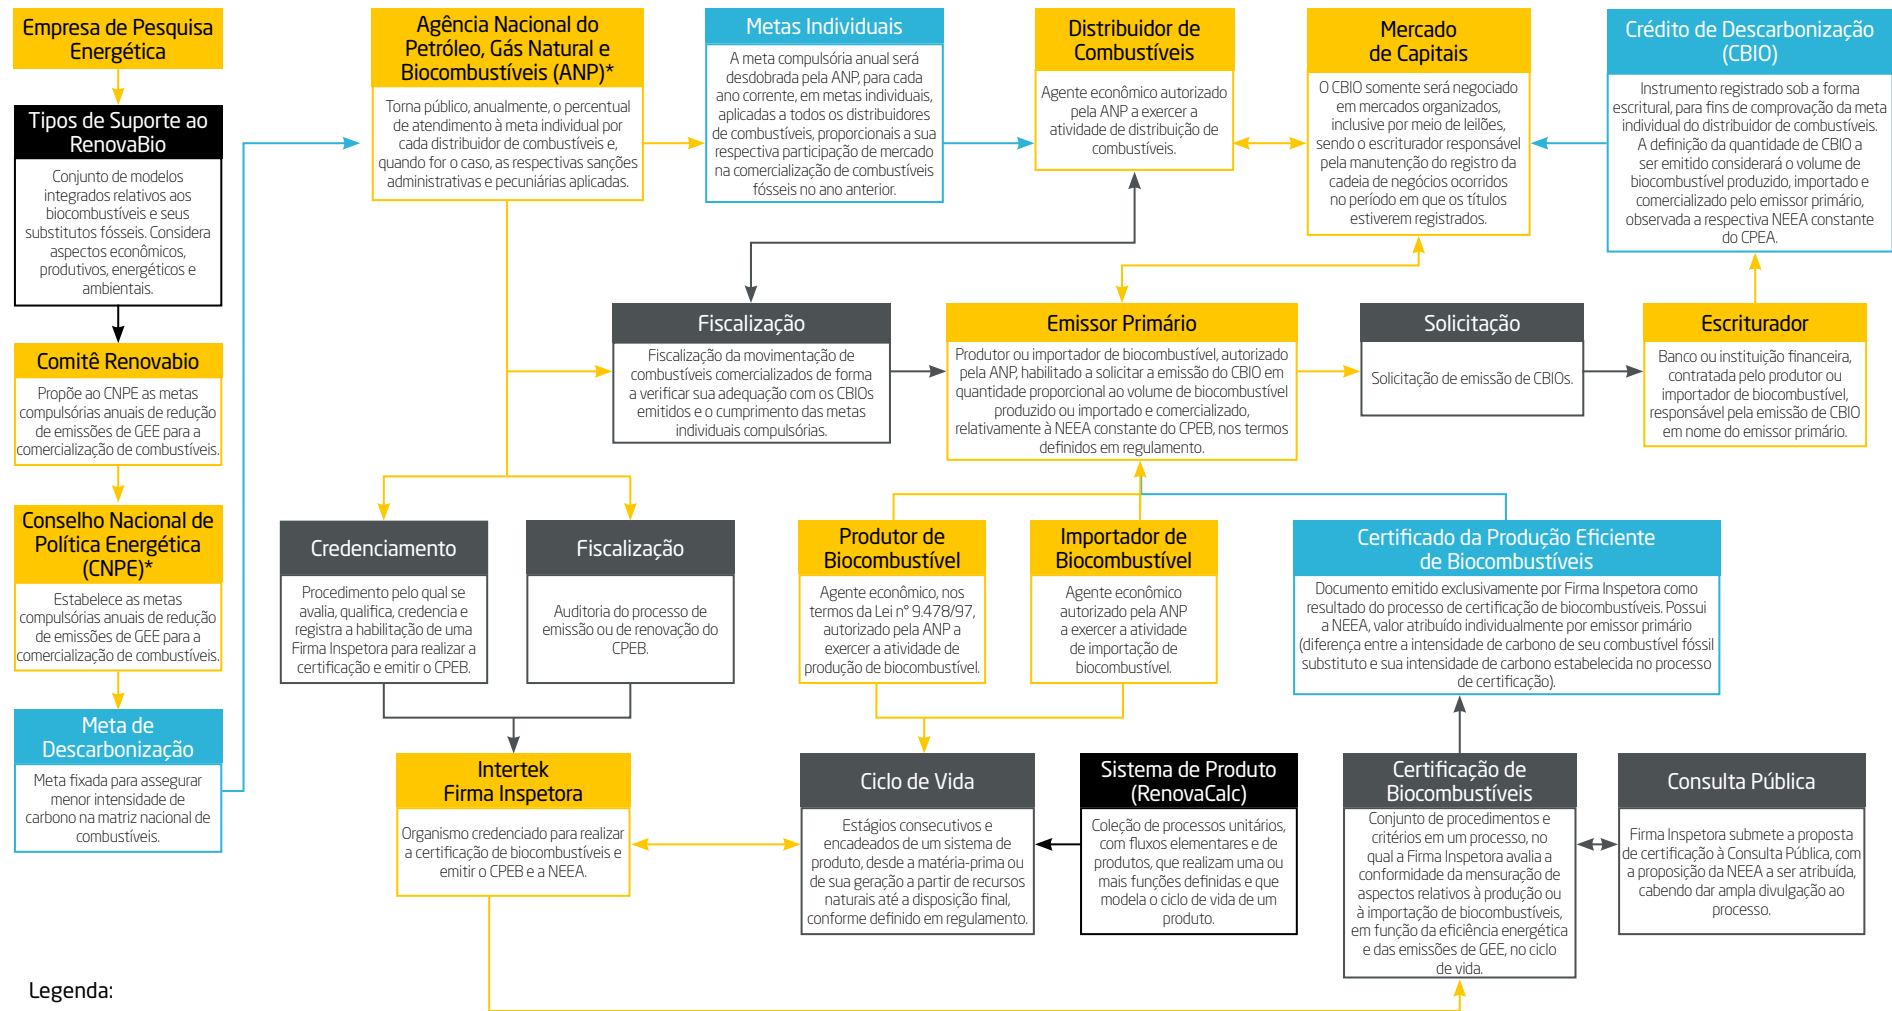 Empresa de Pesquisa
Energética
Tipos de Suporte ao
RenovaBio
Conjunto de modelos
integrados relativos aos
biocombustíveis e seus
substitutos fósseis. Considera
aspectos econômicos,
produtivos, energéticos e
ambientais.
Comitê Renovabio
Propõe ao CNPE as metas
compulsórias anuais de redução
de emissões de GEE para a
comercialização de combustíveis.
Conselho Nacional de
Política Energética
(CNPE)*
Estabelece as metas
compulsórias anuais de redução
de emissões de GEE para a
comercialização de combustíveis.
Meta de
Descarbonização
Meta fixada para assegurar
menor intensidade de
carbono na matriz nacional de
combustíveis.
Agência Nacional do
Petróleo, Gás Natural e
Biocombustíveis (ANP)*
Torna público, anualmente, o percentual
de atendimento à meta individual por
cada distribuidor de combustíveis e,
quando for o caso, as respectivas sanções
administrativas e pecuniárias aplicadas.
Metas Individuais
A meta compulsória anual será
desdobrada pela ANP, para cada
ano corrente, em metas individuais,
aplicadas a todos os distribuidores
de combustíveis, proporcionais a sua
respectiva participação de mercado
na comercialização de combustíveis
fósseis no ano anterior.
Distribuidor de
Combustíveis
Agente econômico autorizado
pela ANP a exercer a
atividade de distribuição de
combustíveis.
Mercado
de Capitais
O CBIO somente será negociado
em mercados organizados,
inclusive por meio de leilões,
sendo o escriturador responsável
pela manutenção do registro da
cadeia de negócios ocorridos
no período em que os títulos
estiverem registrados.
Crédito de Descarbonização
(CBIO)
Instrumento registrado sob a forma
escritural, para fins de comprovação da meta
individual do distribuidor de combustíveis.
A definição da quantidade de CBIO a
ser emitido considerará o volume de
biocombustível produzido, importado e
comercializado pelo emissor primário,
observada a respectiva NEEA constante
do CPEA.
Fiscalização
Fiscalização da movimentação de
combustíveis comercializados de forma
a verificar sua adequação com os CBIOs
emitidos e o cumprimento das metas
individuais compulsórias.
Emissor Primário
Produtor ou importador de biocombustível, autorizado
pela ANP, habilitado a solicitar a emissão do CBIO em
quantidade proporcional ao volume de biocombustível
produzido ou importado e comercializado,
relativamente à NEEA constante do CPEB, nos termos
definidos em regulamento.
Solicitação
Solicitação de emissão de CBIOs.
Escriturador
Banco ou instituição financeira,
contratada pelo produtor ou
importador de biocombustível,
responsável pela emissão de CBIO
em nome do emissor primário.
Credenciamento
Procedimento pelo qual se
avalia, qualifica, credencia e
registra a habilitação de uma
Firma Inspetora para realizar a
certificação e emitir o CPEB.
Fiscalização
Auditoria do processo de
emissão ou de renovação do
CPEB.
Produtor de
Biocombustível
Agente econômico, nos
termos da Lei n° 9.478/97,
autorizado pela ANP a
exercer a atividade de
produção de biocombustível.
Importador de
Biocombustível
Agente econômico
autorizado pela ANP
a exercer a atividade
de importação de
biocombustível.
Certificado da Produção Eficiente
de Biocombustíveis
Documento emitido exclusivamente por Firma Inspetora como
resultado do processo de certificação de biocombustíveis. Possui
a NEEA, valor atribuído individualmente por emissor primário
(diferença entre a intensidade de carbono de seu combustível fóssil
substituto e sua intensidade de carbono estabelecida no processo
de certificação).
Intertek
Firma Inspetora
Organismo credenciado para realizar
a certificação de biocombustíveis e
emitir o CPEB e a NEEA.
Ciclo de Vida
Estágios consecutivos e
encadeados de um sistema de
produto, desde a matéria-prima ou
de sua geração a partir de recursos
naturais até a disposição final,
conforme definido em regulamento.
Sistema de Produto
(RenovaCalc)
Coleção de processos unitários,
com fluxos elementares e de
produtos, que realizam uma ou
mais funções definidas e que
modela o ciclo de vida de um
produto.
Certificação de
Biocombustíveis
Conjunto de procedimentos e
critérios em um processo, no
qual a Firma Inspetora avalia a
conformidade da mensuração de
aspectos relativos à produção ou
à importação de biocombustíveis,
em função da eficiência energética
e das emissões de GEE, no ciclo
de vida.
Consulta Pública
Firma Inspetora submete a proposta
de certificação à Consulta Pública, com
a proposição da NEEA a ser atribuída,
cabendo dar ampla divulgação ao
processo.
Legenda: